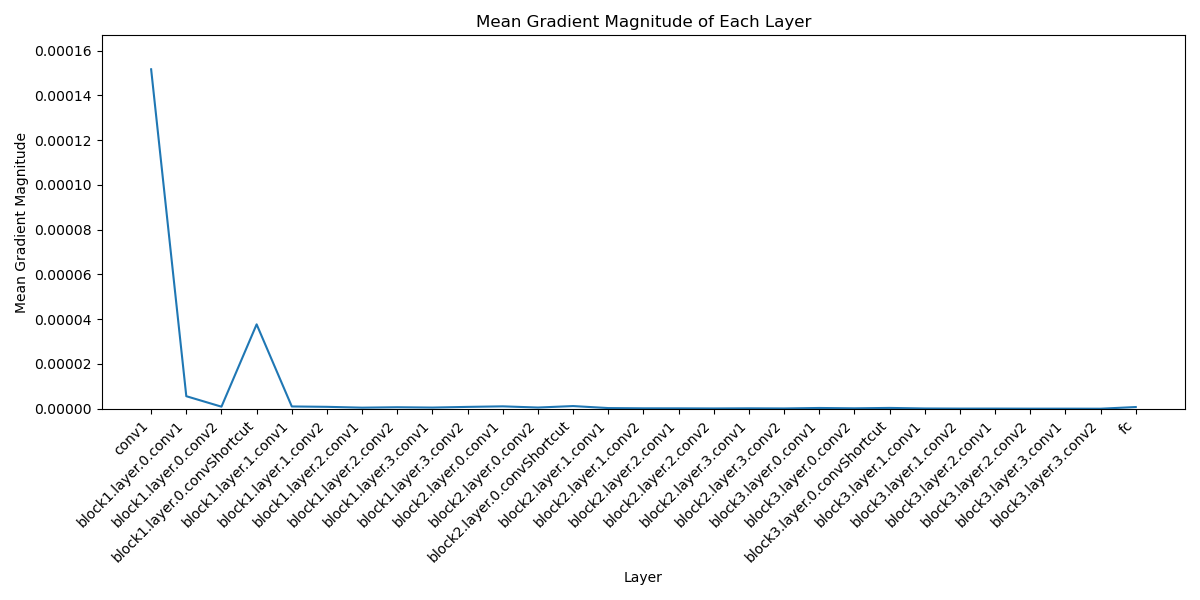 Mean Gradient Magnitude of Each Layer
Mean Gradient Magnitude
0.00016
0.00014
0.00012
0.00010
0.00008
0.00006
0.00004
0.00002
0.00000
conv1
block1.layer.0.conv1
block1.layer.0.conv2
block1.layer.0.convShortcut
block1.layer.1.conv1
block1.layer.1.conv2
block1.layer.2.conv1
block1.layer.2.conv2
block1.layer.3.conv1
block1.layer.3.conv2
block2.layer.0.conv1
block2.layer.0.conv2
block2.layer.0.convShortcut
block2.layer.1.conv1
block2.layer.1.conv2
block2.layer.2.conv1
block2.layer.2.conv2
block2.layer.3.conv1
block2.layer.3.conv2
block3.layer.0.conv1
block3.layer.0.conv2
block3.layer.0.convShortcut
block3.layer.1.conv1
block3.layer.1.conv2
block3.layer.2.conv1
block3.layer.2.conv2
block3.layer.3.conv1
block3.layer.3.conv2
fc
Layer